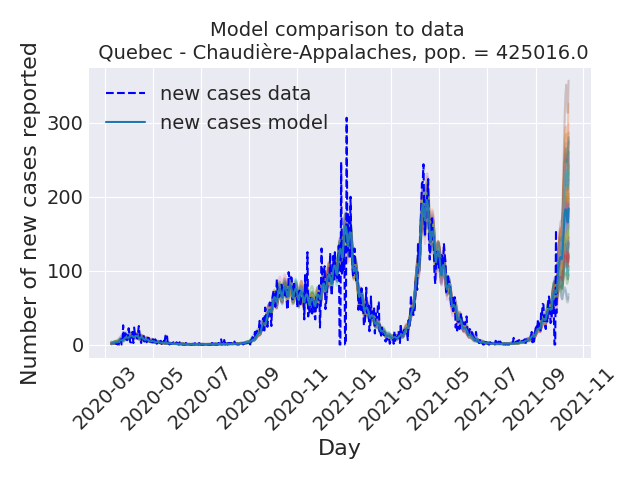 Model comparison to data
Quebec - Chaudière-Appalaches, pop. = 425016.0
new cases data
new cases model
Number of new cases reported
300
200
100
0
2020-03
2020-05
2020-07
2020-09
2020-11
2021-01
2021-03
2021-05
2021-07
2021-09
2021-11
Day